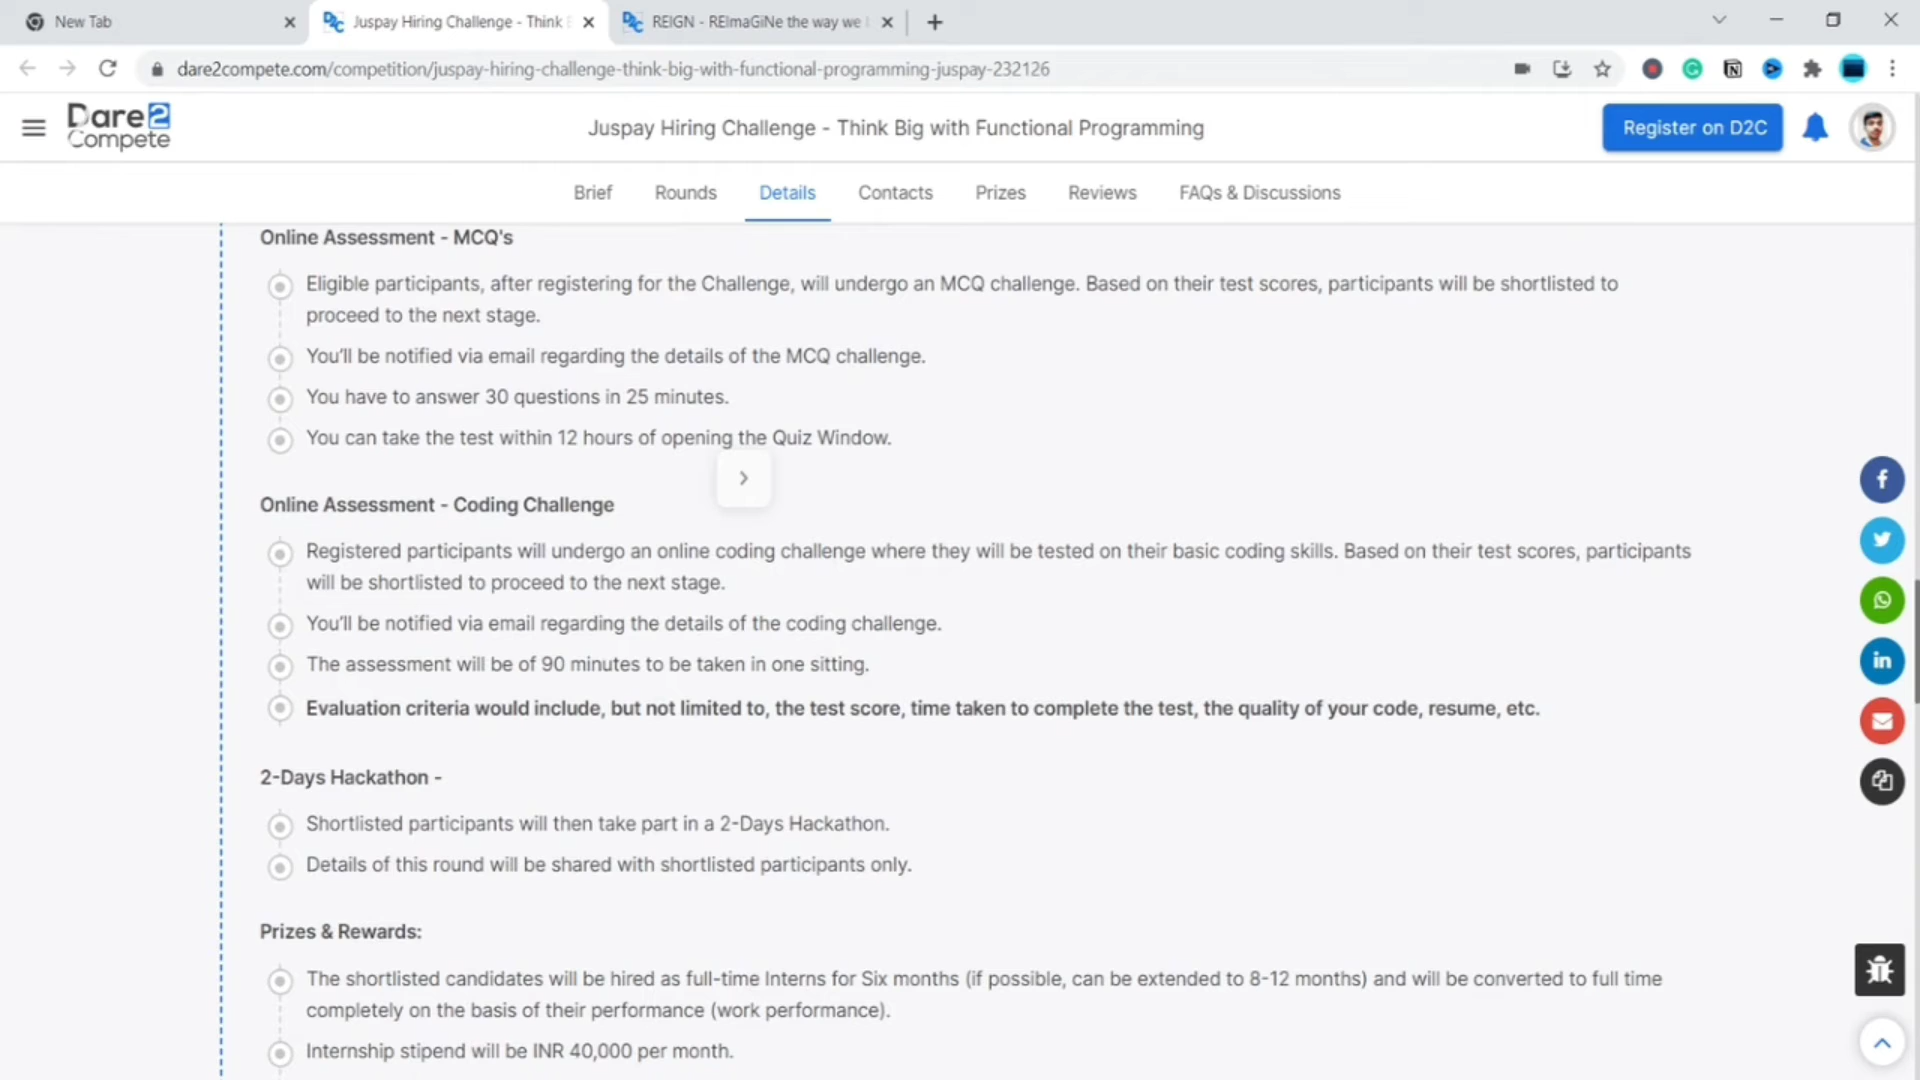 New Tab
Juspay Hiring Challenge - Think
REIGN - REImaGiNe the way we
dare2compete.com/competition/juspay-hiring-challenge-think-big-with-functional-programming-juspay-232126
Dare2
Compete
Juspay Hiring Challenge - Think Big with Functional Programming
Register on D2C
Brief
Rounds
Details
Contacts
Prizes
Reviews
FAQs & Discussions
Online Assessment - MCQ's
Eligible participants, after registering for the Challenge, will undergo an MCQ challenge. Based on their test scores, participants will be shortlisted to
proceed to the next stage.
You'll be notified via email regarding the details of the MCQ challenge.
You have to answer 30 questions in 25 minutes.
You can take the test within 12 hours of opening the Quiz Window.
Online Assessment - Coding Challenge
Registered participants will undergo an online coding challenge where they will be tested on their basic coding skills. Based on their test scores, participants
will be shortlisted to proceed to the next stage.
You'll be notified via email regarding the details of the coding challenge.
The assessment will be of 90 minutes to be taken in one sitting.
Evaluation criteria would include, but not limited to, the test score, time taken to complete the test, the quality of your code, resume, etc.
2-Days Hackathon -
Shortlisted participants will then take part in a 2-Days Hackathon.
Details of this round will be shared with shortlisted participants only.
Prizes & Rewards:
The shortlisted candidates will be hired as full-time Interns for Six months (if possible, can be extended to 8-12 months) and will be converted to full time
completely on the basis of their performance (work performance).
Internship stipend will be INR 40,000 per month.